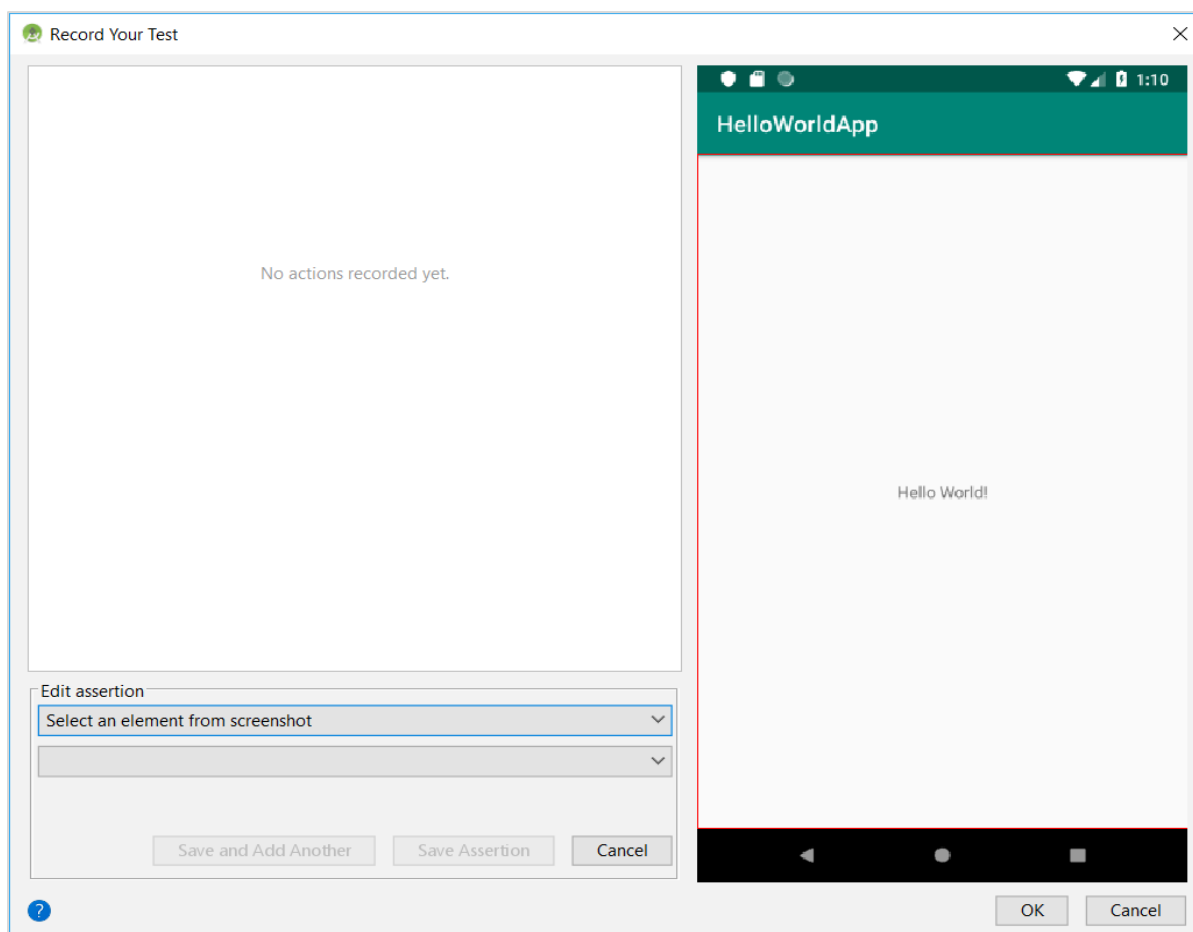 Record Your Test
1:10
HelloWorldApp
No actions recorded yet.
Hello World!
Edit assertion
Select an element from screenshot
Save and Add Another
Save Assertion
Cancel
?
OK
Cancel